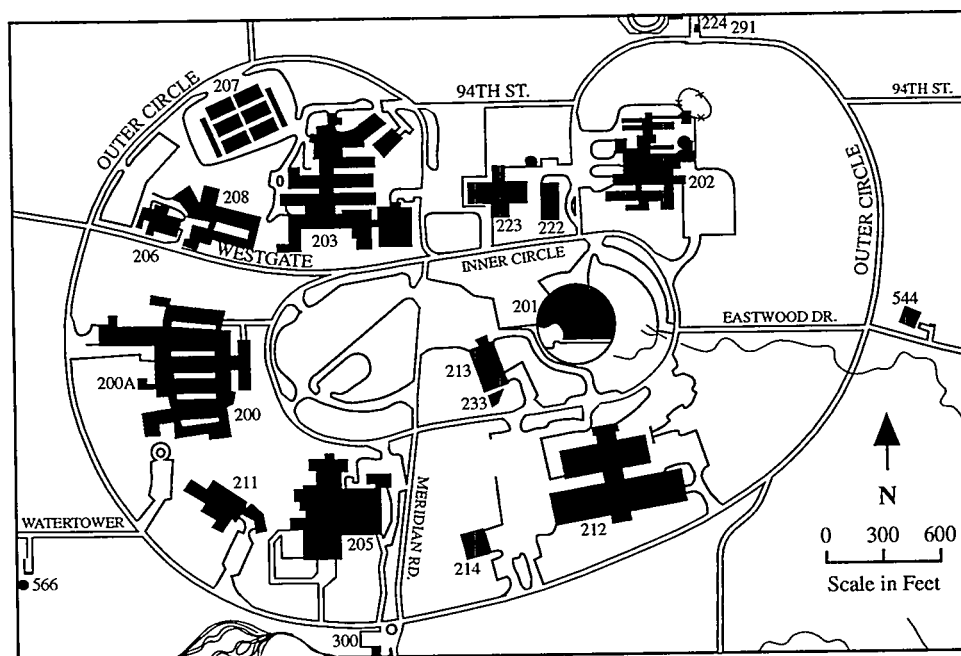 224
291
OUTER CIRCLE
207
94TH ST.
94TH ST.
208
203
206
WESTGATE
223
222
202
INNER CIRCLE
OUTER CIRCLE
201
544
EASTWOOD DR.
213
233
200A
200
211
WATERTOWER
205
MERIDIAN RD.
212
214
566
300
N
0 300 600
Scale in Feet